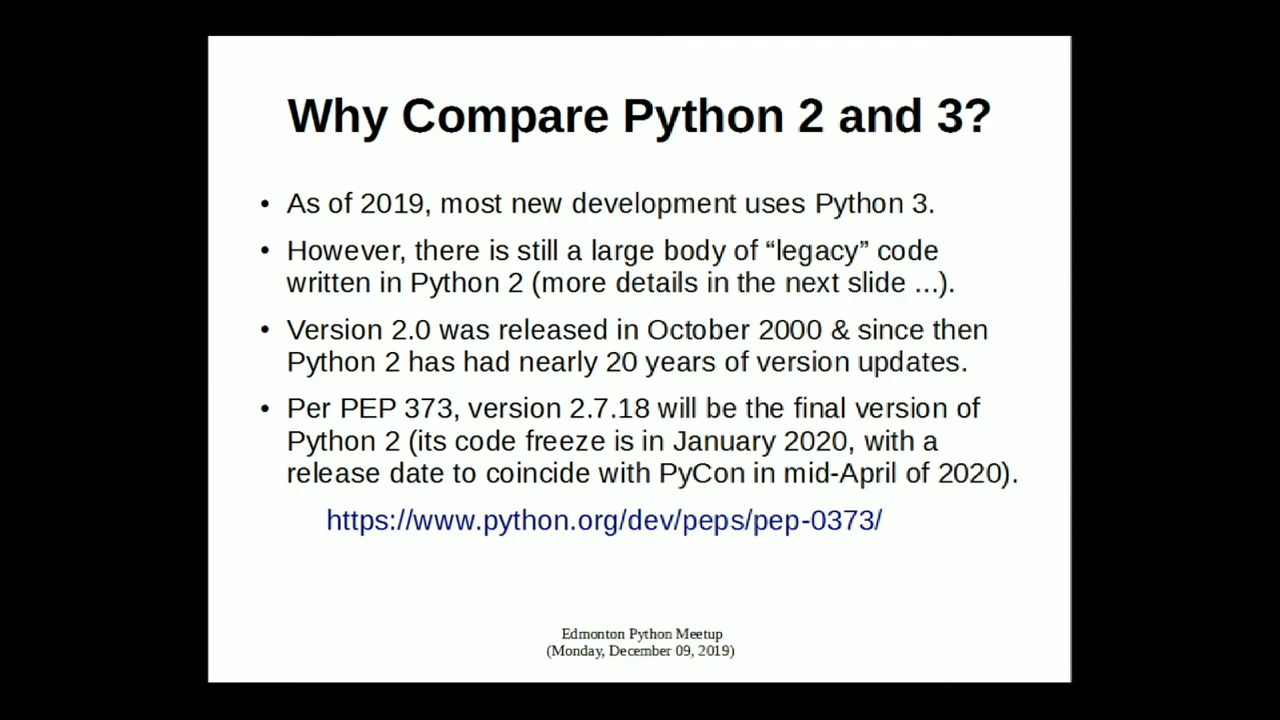 Why Compare Python 2 and 3?
• As of 2019, most new development uses Python 3.
• However, there is still a large body of “legacy” code
written in Python 2 (more details in the next slide ...).
• Version 2.0 was released in October 2000 & since then
Python 2 has had nearly 20 years of version updates.
• Per PEP 373, version 2.7.18 will be the final version of
Python 2 (its code freeze is in January 2020, with a
release date to coincide with PyCon in mid-April of 2020).
https://www.python.org/dev/peps/pep-0373/
Edmonton Python Meetup
(Monday, December 09, 2019)